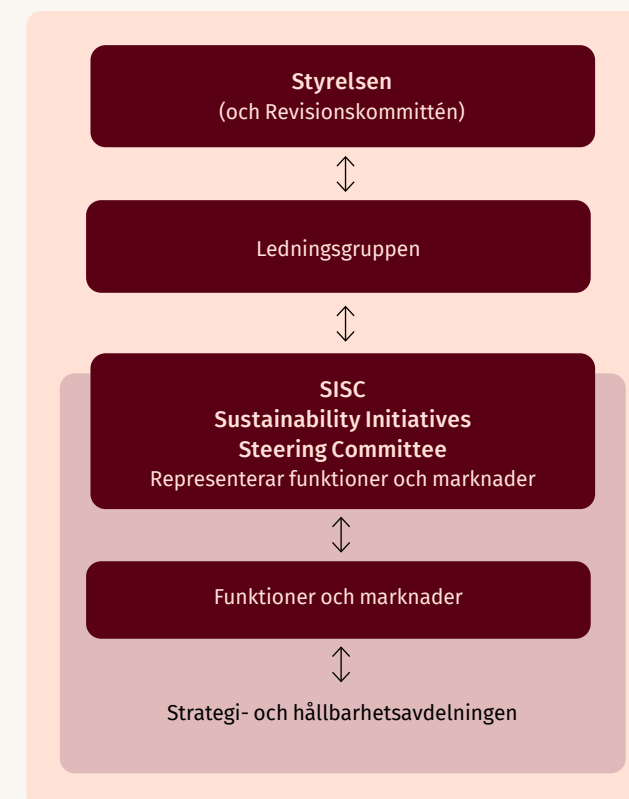 Styrelsen
(och Revisionskommittén)
Ledningsgruppen
SISC
Sustainability Initiatives
Steering Committee
Representerar funktioner och marknader
Funktioner och marknader
Strategi- och hållbarhetsavdelningen